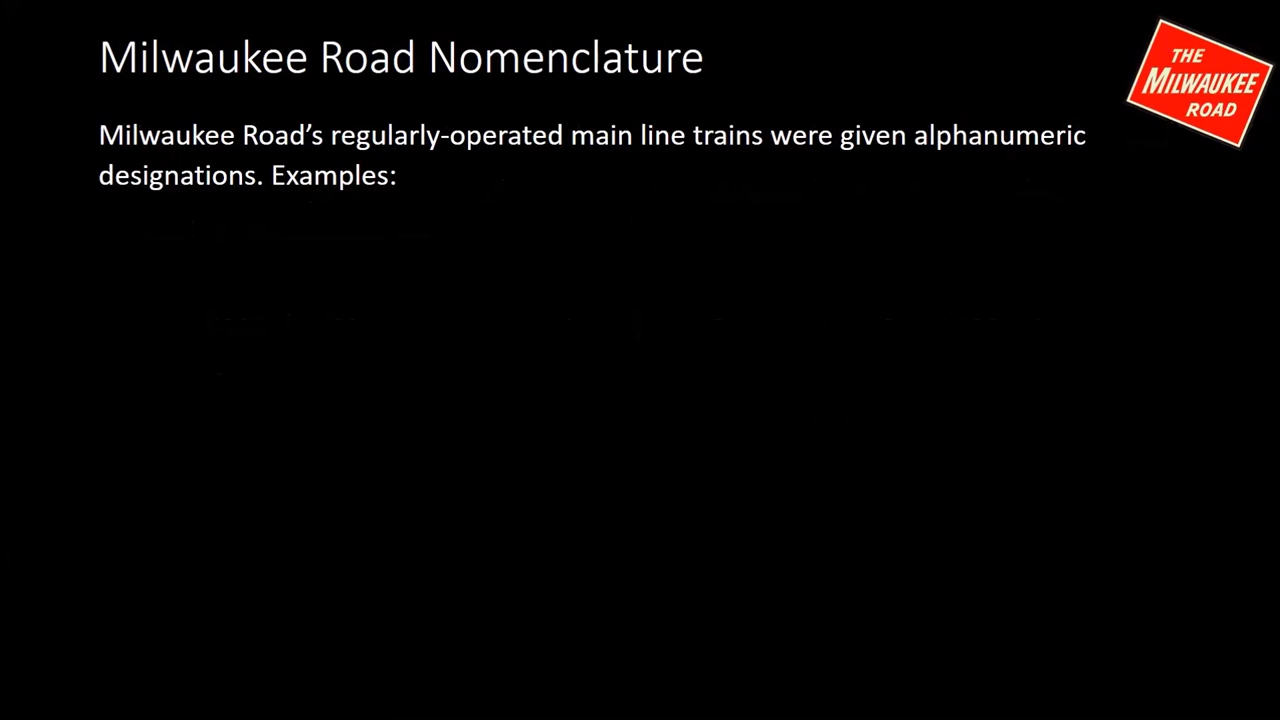 Milwaukee Road Nomenclature
THE
MILWAUKEE
ROAD
Milwaukee Road’s regularly-operated main line trains were given alphanumeric
designations. Examples: